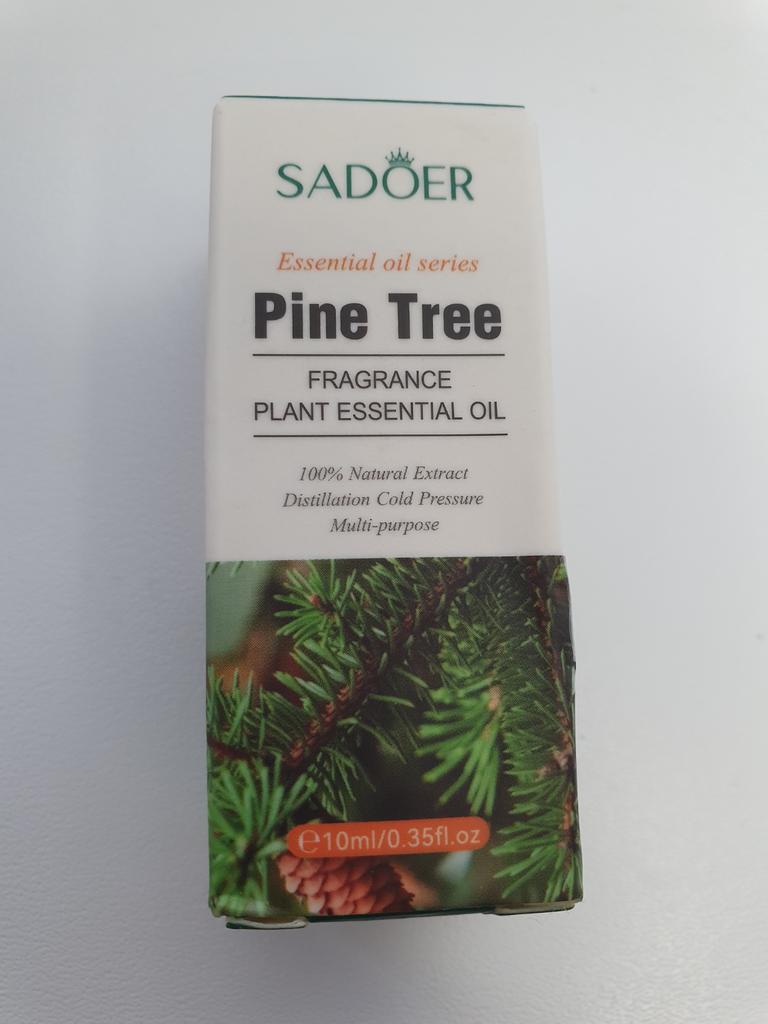 SADOER
Essential oil series
Pine Tree
FRAGRANCE
PLANT ESSENTIAL OIL
100% Natural Extract
Distillation Cold Pressure
Multi-purpose
℮10ml/0.35fl.oz